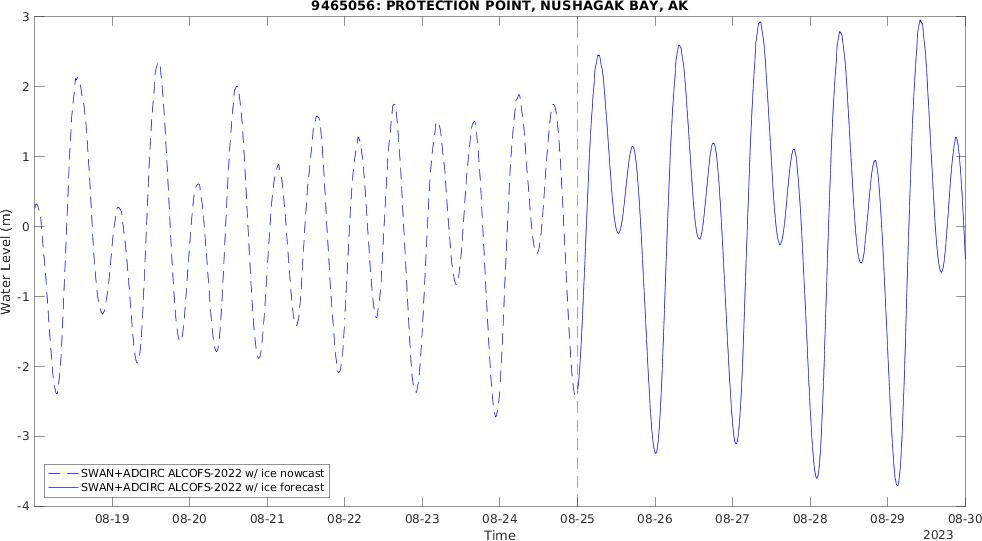 9465056: PROTECTION POINT, NUSHAGAK BAY, AK
3
2
1
0
-1
-2
-3
-4
Water Level (m)
SWAN+ADCIRC ALCOFS-2022 w/ ice nowcast
SWAN+ADCIRC ALCOFS-2022 w/ ice forecast
08-19 08-20 08-21 08-22 08-23 08-24 08-25 08-26 08-27 08-28 08-29 08-30
Time
2023